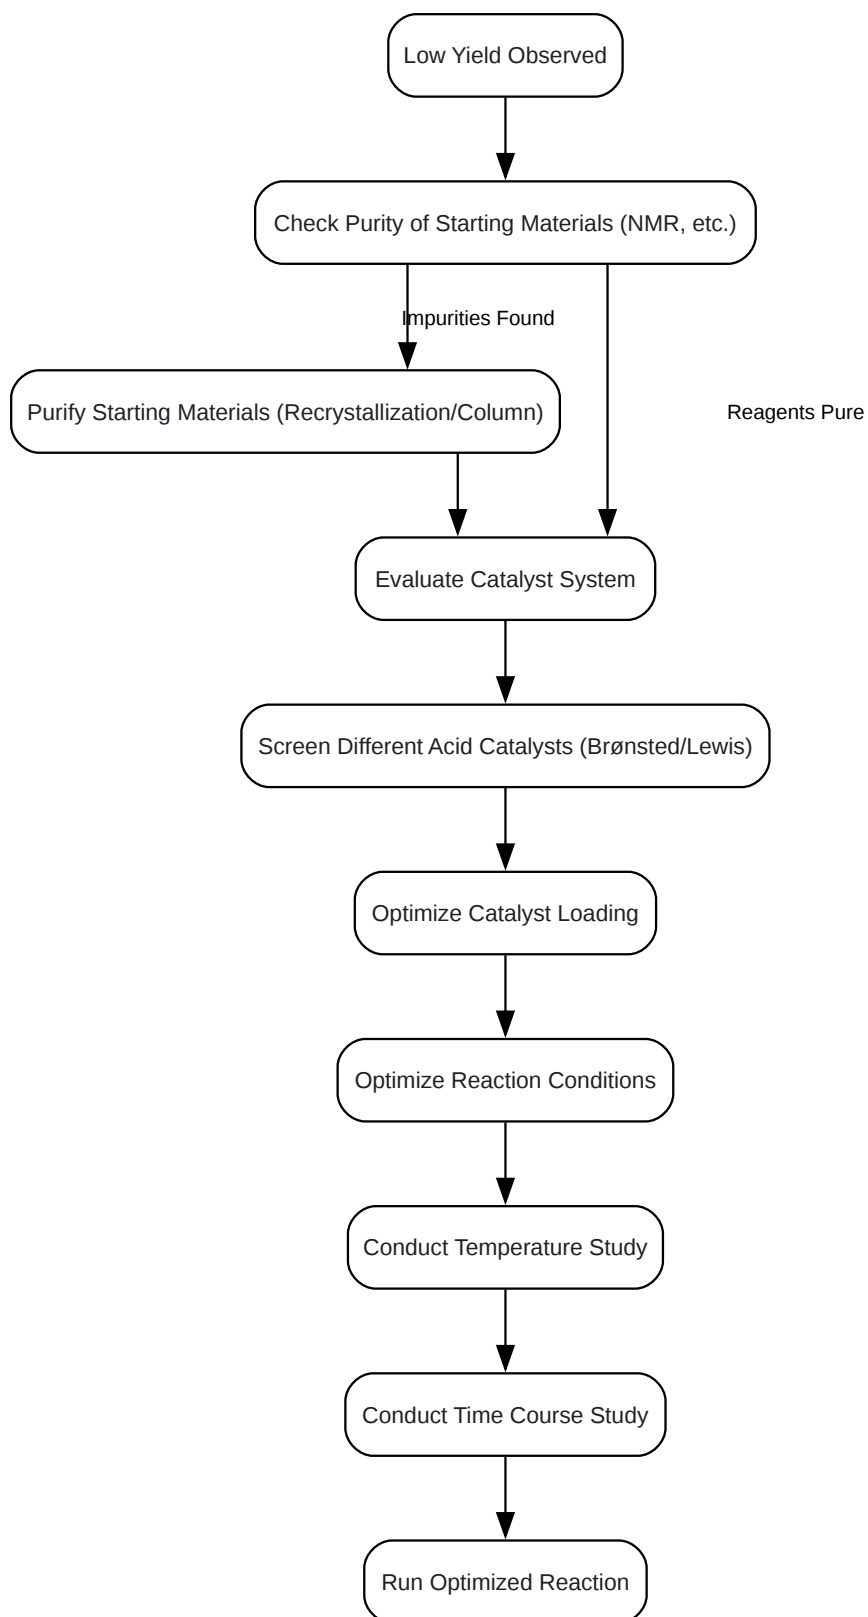 Low Yield Observed
Check Purity of Starting Materials (NMR, etc.)
Impurities Found
Purify Starting Materials (Recrystallization/Column)
Reagents Pure
Evaluate Catalyst System
Screen Different Acid Catalysts (Brønsted/Lewis)
Optimize Catalyst Loading
Optimize Reaction Conditions
Conduct Temperature Study
Conduct Time Course Study
Run Optimized Reaction